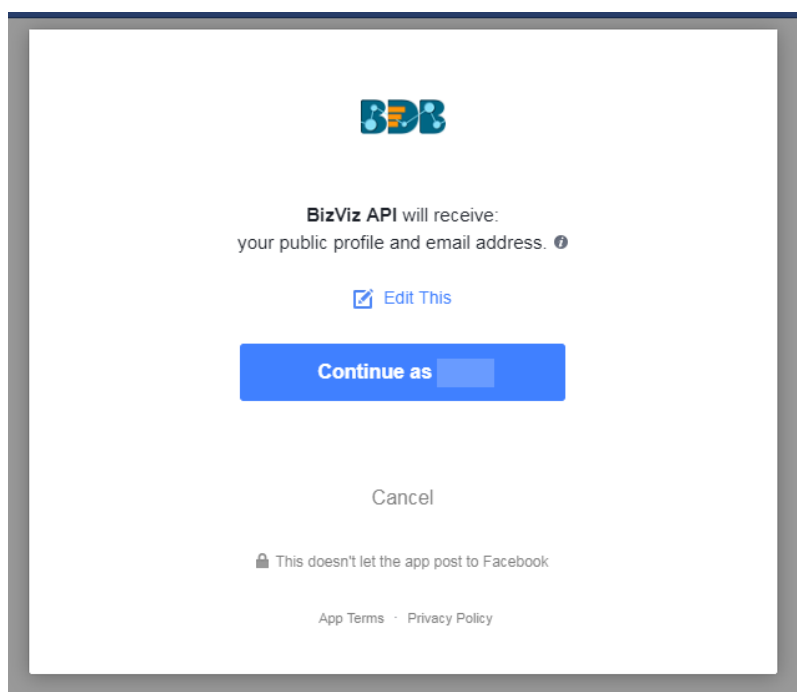 BDB
BizViz API will receive:
your public profile and email address.
Edit This
Continue as
Cancel
This doesn't let the app post to Facebook
App Terms · Privacy Policy